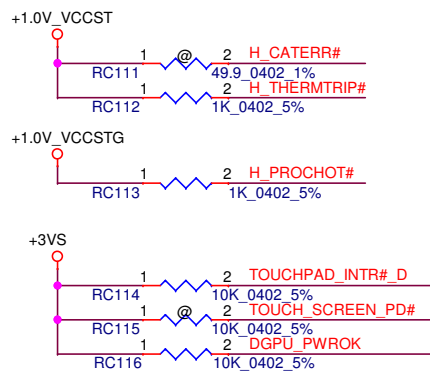 +1.0V_VCCST
1 @ 2 H_CATERR#
RC111 49.9_0402_1%
1 2 H_THERMTRIP#
RC112 1K_0402_5%
+1.0V_VCCSTG
1 2 H_PROCHOT#
RC113 1K_0402_5%
+3VS
1 2 TOUCHPAD_INTR#_D
RC114 10K_0402_5%
1 @ 2 TOUCH_SCREEN_PD#
RC115 10K_0402_5%
1 2 DGPU_PWROK
RC116 10K_0402_5%